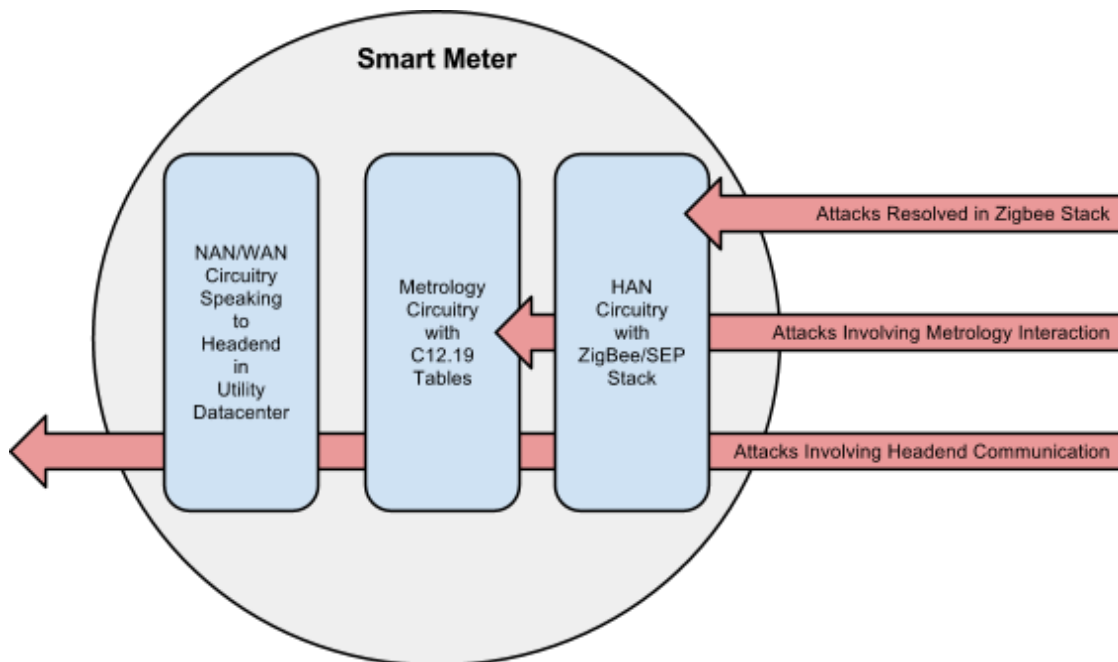 Smart Meter
NAN/WAN
Circuitry
Speaking
to
Headend
in
Utility
Datacenter
Metrology
Circuitry
with
C12.19
Tables
HAN
Circuitry
with
ZigBee/SEP
Stack
Attacks Resolved in Zigbee Stack
Attacks Involving Metrology Interaction
Attacks Involving Headend Communication